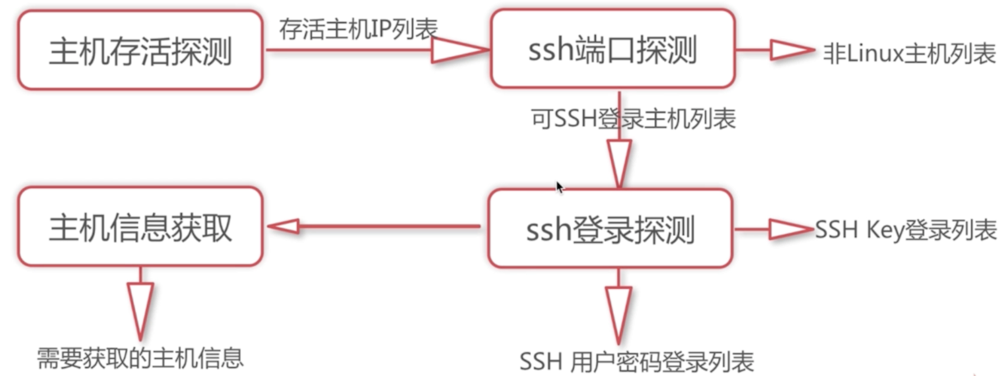 主机存活探测
存活主机IP列表
ssh端口探测
非Linux主机列表
可SSH登录主机列表
主机信息获取
ssh登录探测
SSH Key登录列表
需要获取的主机信息
SSH 用户密码登录列表